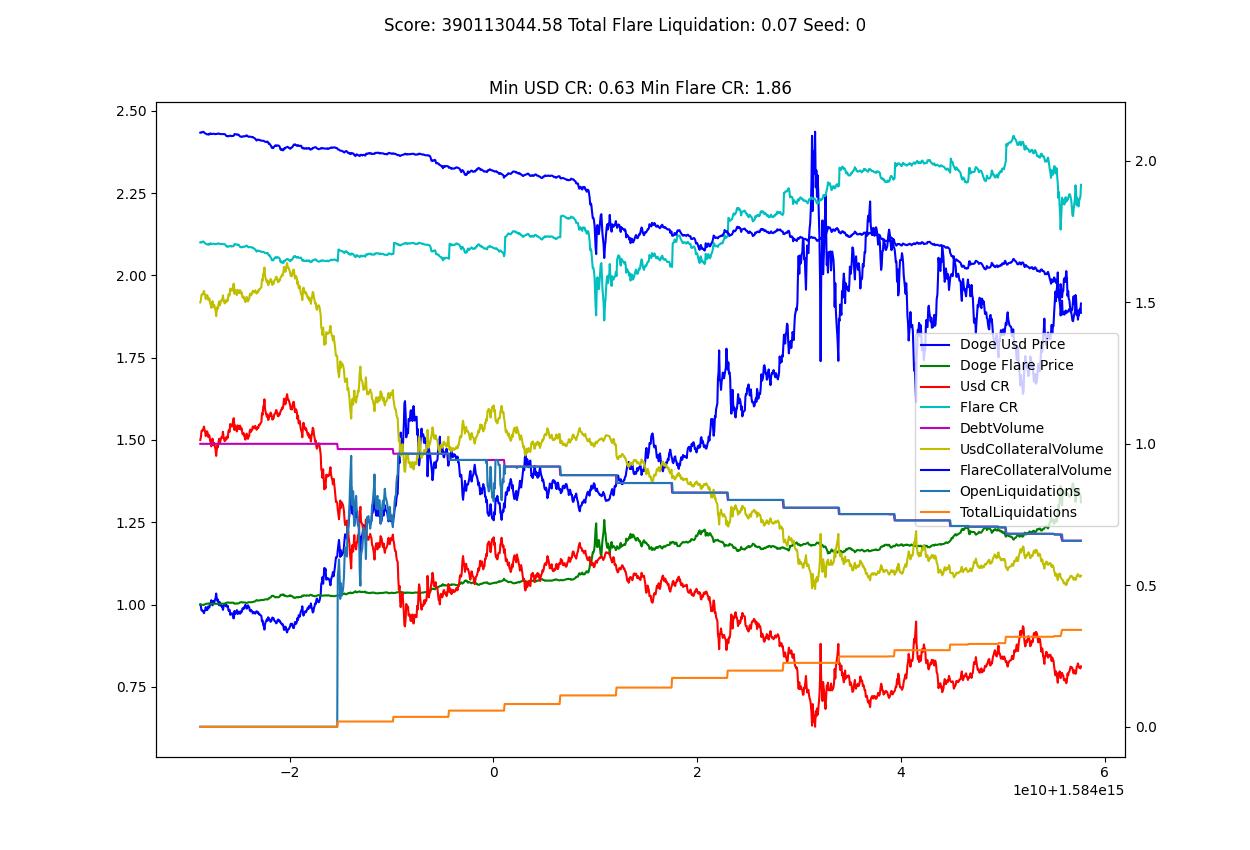 Score: 390113044.58 Total Flare Liquidation: 0.07 Seed: 0
Min USD CR: 0.63 Min Flare CR: 1.86
2.50
2.25
2.00
1.75
1.50
1.25
1.00
0.75
2.0
1.5
1.0
0.5
0.0
Doge Usd Price
Doge Flare Price
Usd CR
Flare CR
DebtVolume
UsdCollateralVolume
FlareCollateralVolume
OpenLiquidations
TotalLiquidations
−2 0 2 4 6
1e10+1.584e15